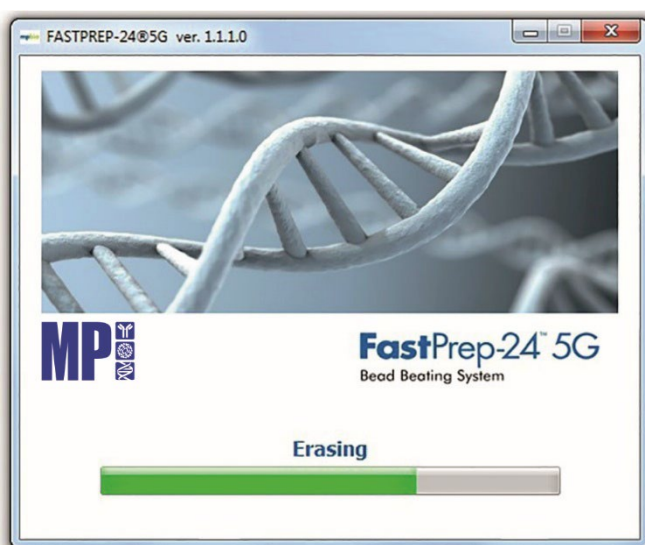 FASTPREP-24®5G ver. 1.1.1.0
MP
FastPrep-24™ 5G
Bead Beating System
Erasing